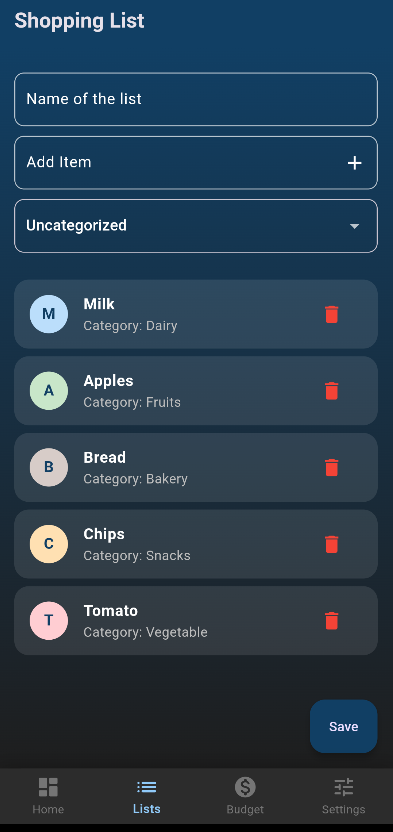 Shopping List
Name of the list
Add Item
Uncategorized
M
Milk
Category: Dairy
A
Apples
Category: Fruits
B
Bread
Category: Bakery
C
Chips
Category: Snacks
T
Tomato
Category: Vegetable
Save
Home
Lists
Budget
Settings